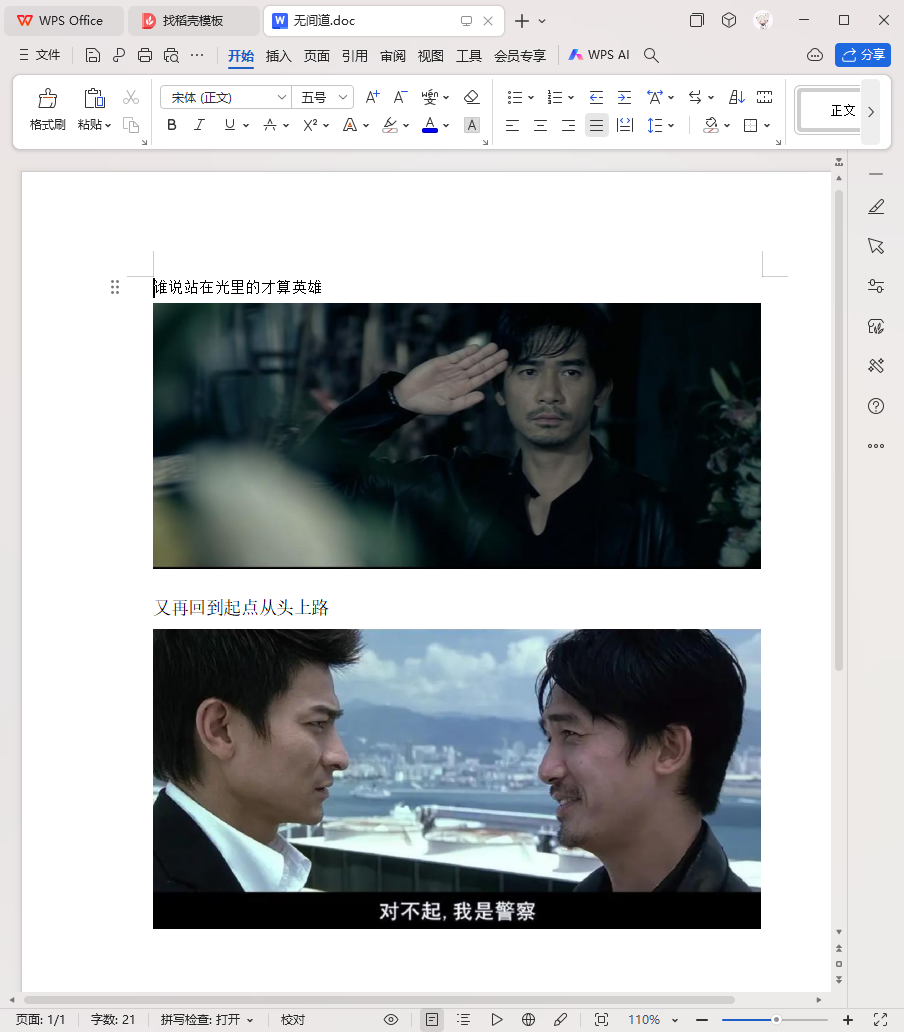 WPS Office
找稻壳模板
无间道.doc
文件
开始 插入 页面 引用 审阅 视图 工具 会员专享 WPS AI 分享
格式刷 粘贴 宋体 (正文) 五号 正文
谁说站在光里的才算英雄
又再回到起点从头上路
对不起, 我是警察
页面: 1/1 字数: 21 拼写检查: 打开 校对 110%